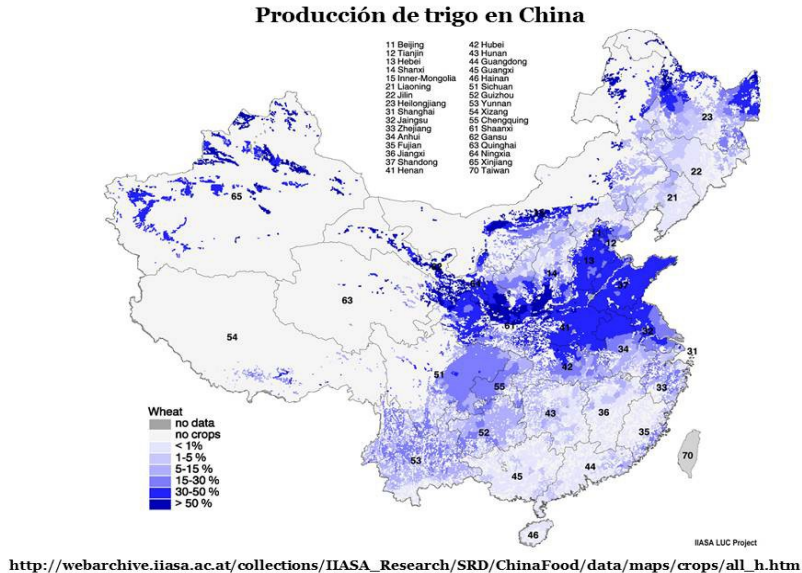 Producción de trigo en China
11 Beijing
12 Tianjin
13 Hebei
14 Shanxi
15 Inner-Mongolia
21 Liaoning
22 Jilin
23 Heilongjiang
31 Shanghai
32 Jaingsu
33 Zhejiang
34 Anhui
35 Fujian
36 Jiangxi
37 Shandong
41 Henan
42 Hubei
43 Hunan
44 Guangdong
45 Guangxi
46 Hainan
51 Sichuan
52 Guizhou
53 Yunnan
54 Xizang
55 Chengquing
61 Shaanxi
62 Gansu
63 Quinghai
64 Ningxia
65 Xinjiang
70 Taiwan
23
22
21
65
15
11
12
13
14
37
62
64
63
61
41
32
54
34
31
42
51
55
33
43
36
52
35
53
45
44
70
46
Wheat
no data
no crops
< 1%
1-5 %
5-15 %
15-30 %
30-50 %
> 50 %
IIASA LUC Project
http://webarchive.iiasa.ac.at/collections/IIASA_Research/SRD/ChinaFood/data/maps/crops/all_h.htm